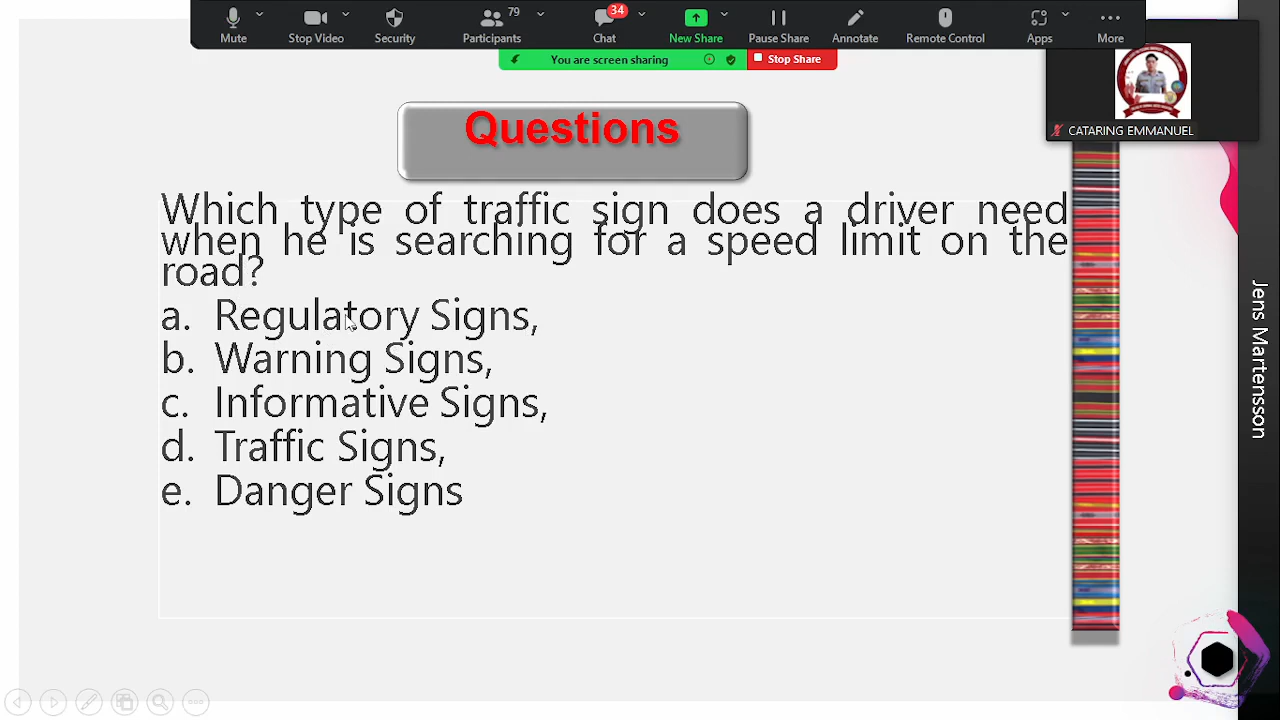 Mute
Stop Video
Security
79
Participants
34
Chat
New Share
Pause Share
Annotate
Remote Control
Apps
More
You are screen sharing
Stop Share
CATARING EMMANUEL
Questions
Which type of traffic sign does a driver need
when he is searching for a speed limit on the
road?
a. Regulatory Signs,
b. Warning Signs,
c. Informative Signs,
d. Traffic Signs,
e. Danger Signs
Jens Martensson